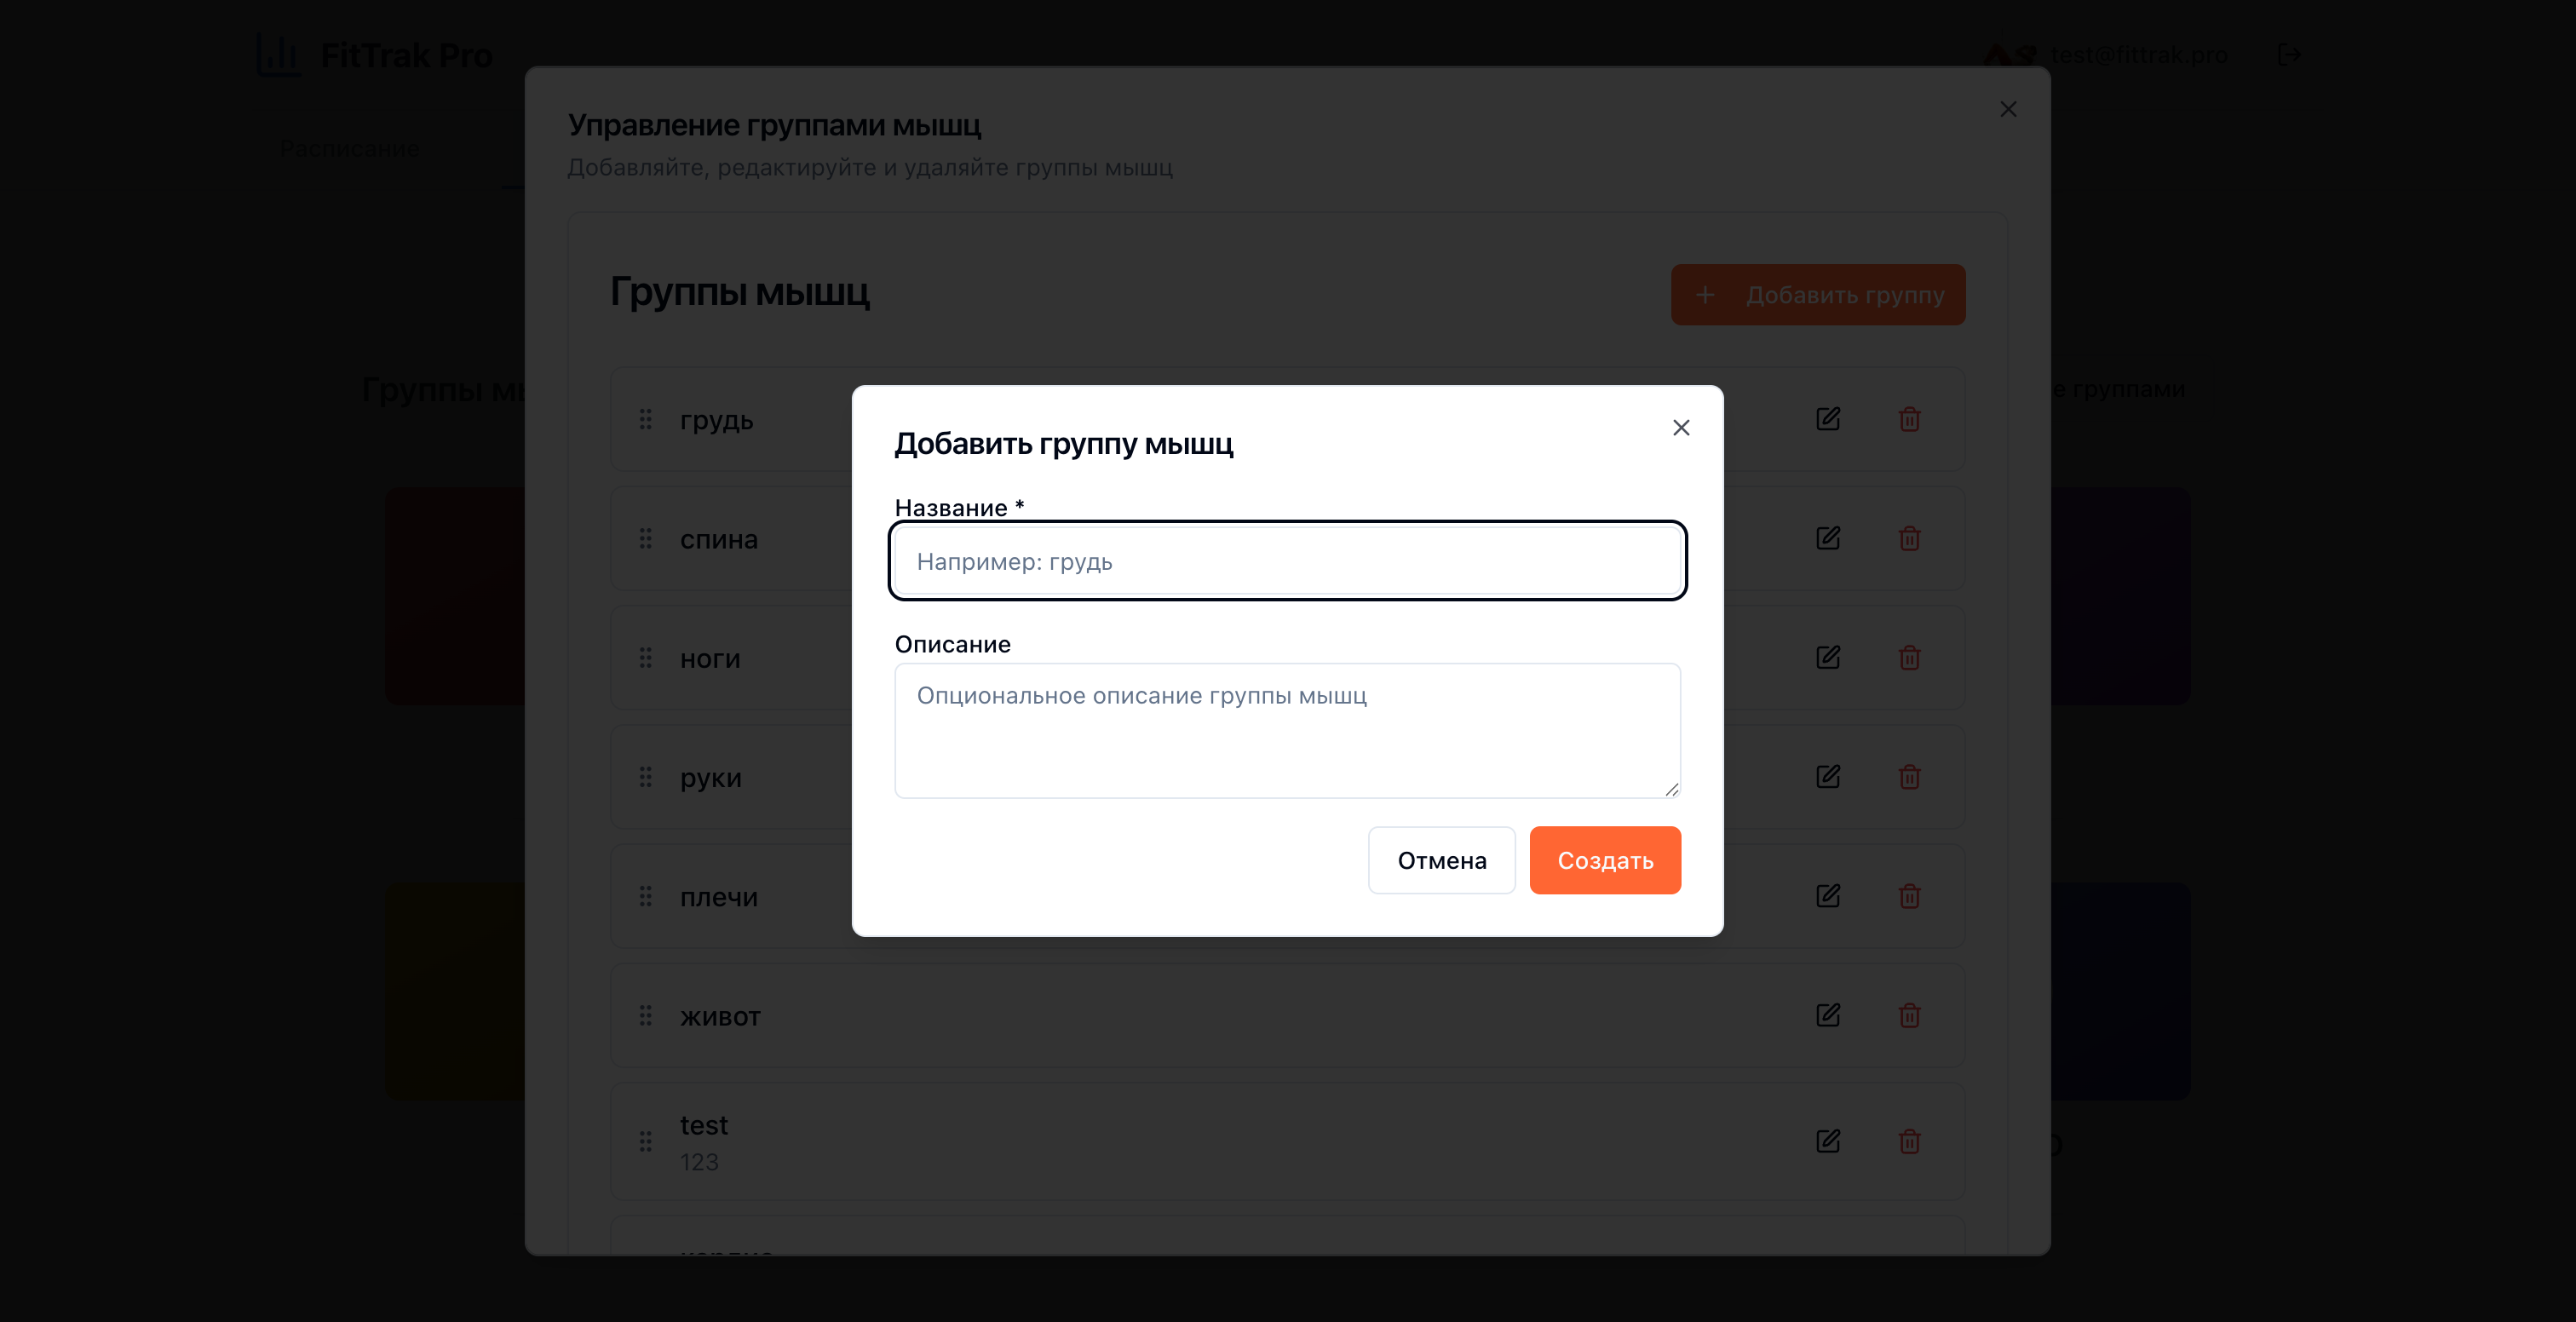 FitTrak Pro
test@fittrak.pro
Расписание
Управление группами мышц
Добавляйте, редактируйте и удаляйте группы мышц
Группы мышц
+ Добавить группу
Группы
е группами
грудь
спина
ноги
руки
плечи
живот
test
123
Добавить группу мышц
Название *
Например: грудь
Описание
Опциональное описание группы мышц
Отмена
Создать